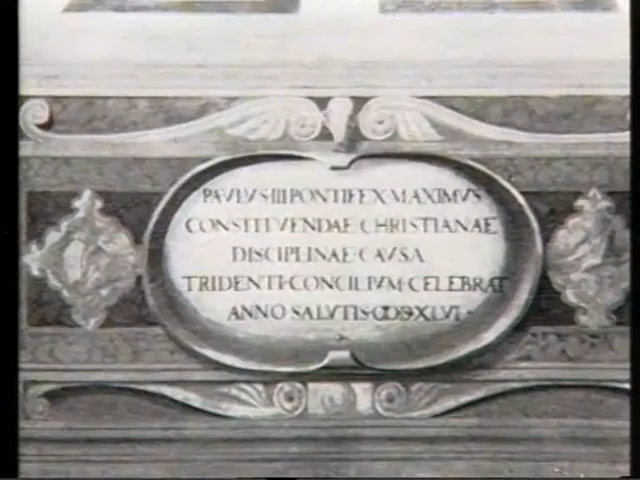 PAVLVS·III·PONTIFEX·MAXIMVS
CONSTITVENDAE·CHRISTIANAE
DISCIPLINAE·CAVSA
TRIDENTI·CONCILIVM·CELEBRAT
ANNO SALVTIS·